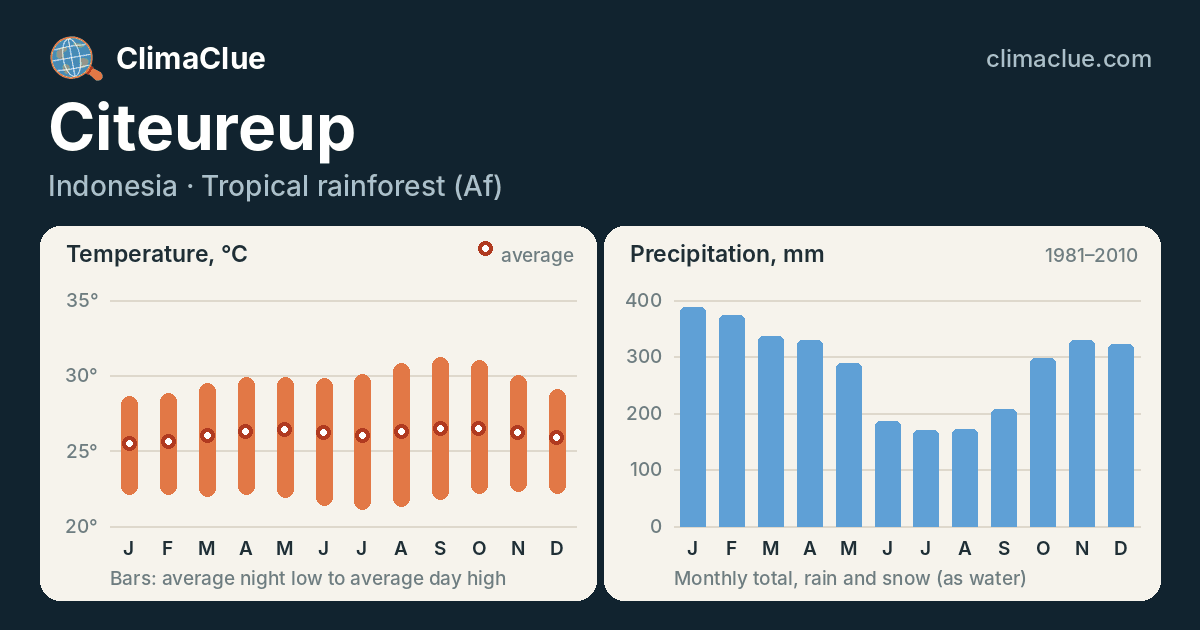 ClimaClue
climaclue.com
Citeureup
Indonesia · Tropical rainforest (Af)
Temperature, °C
average
35°
30°
25°
20°
J F M A M J J A S O N D
Bars: average night low to average day high
Precipitation, mm
1981–2010
400
300
200
100
0
J F M A M J J A S O N D
Monthly total, rain and snow (as water)